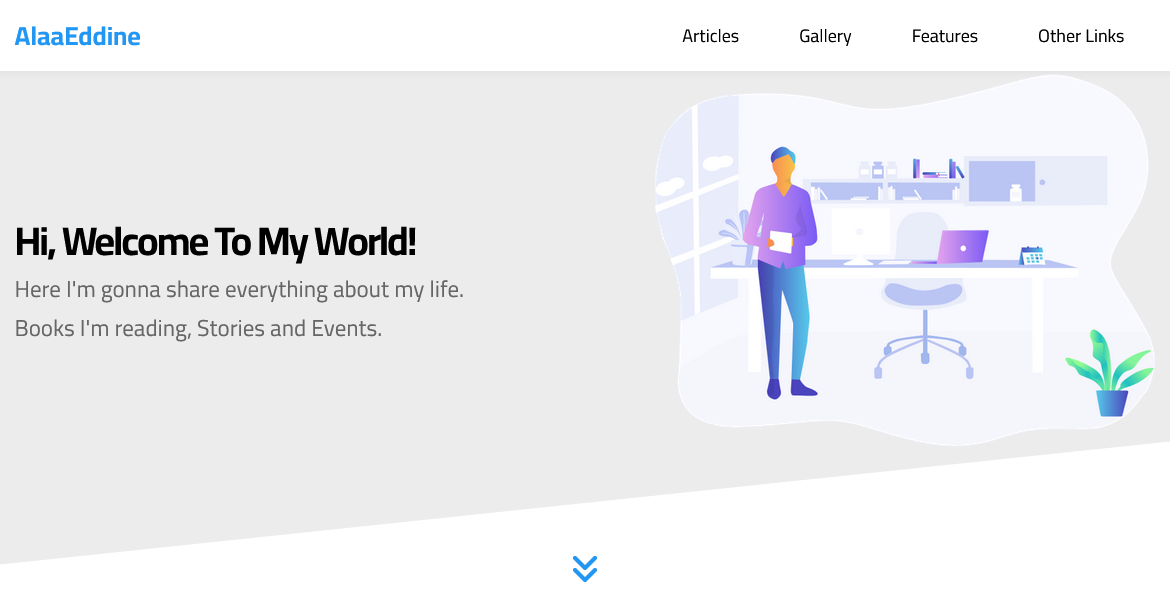 AlaaEddine
Articles
Gallery
Features
Other Links
Hi, Welcome To My World!
Here I'm gonna share everything about my life.
Books I'm reading, Stories and Events.